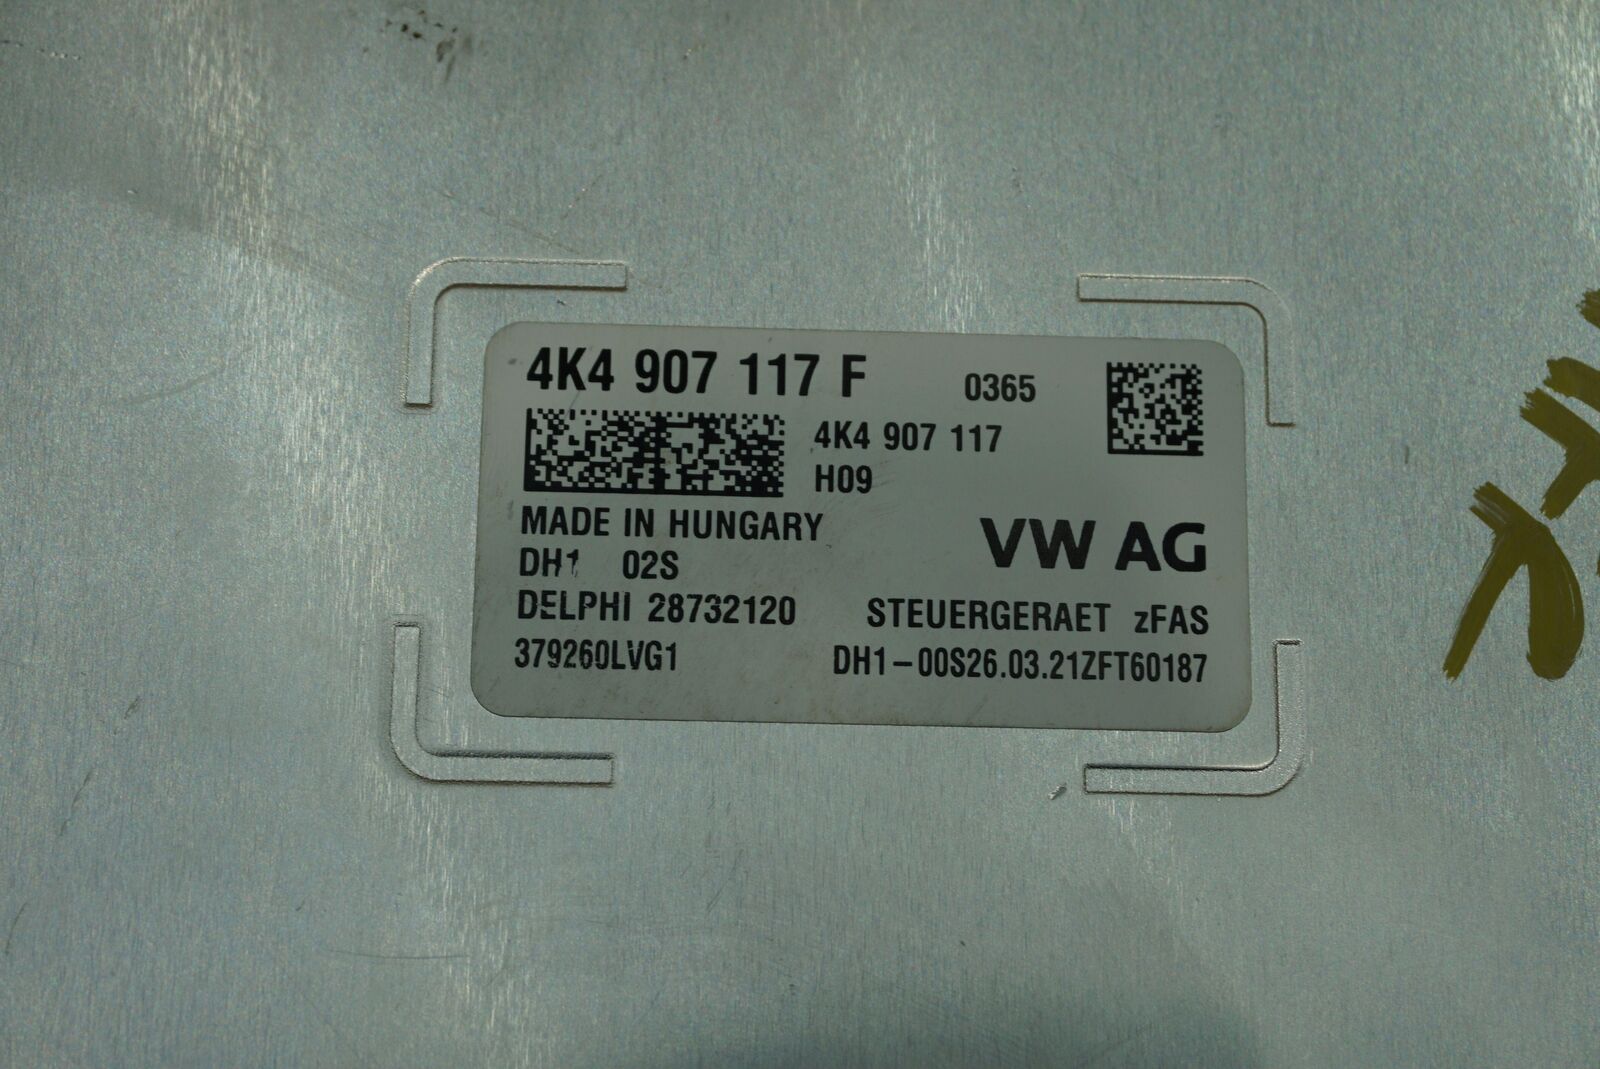 4K4 907 117 F 0365
4K4 907 117
H09
MADE IN HUNGARY
VW AG
DH1 02S
DELPHI 28732120 STEUERGERAET zFAS
379260LVG1 DH1-00S26.03.21ZFT60187